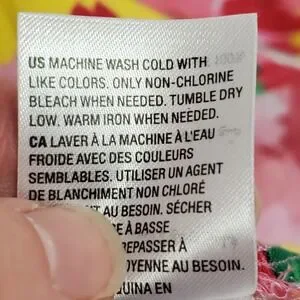 US MACHINE WASH COLD WITH
LIKE COLORS. ONLY NON-CHLORINE
BLEACH WHEN NEEDED. TUMBLE DRY
LOW. WARM IRON WHEN NEEDED.
CA LAVER À LA MACHINE À L'EAU
FROIDE AVEC DES COULEURS
SEMBLABLES. UTILISER UN AGENT
DE BLANCHIMENT NON CHLORÉ
AU BESOIN. SÉCHER
À BASSE
REPASSER À
MOYENNE AU BESOIN.
EN